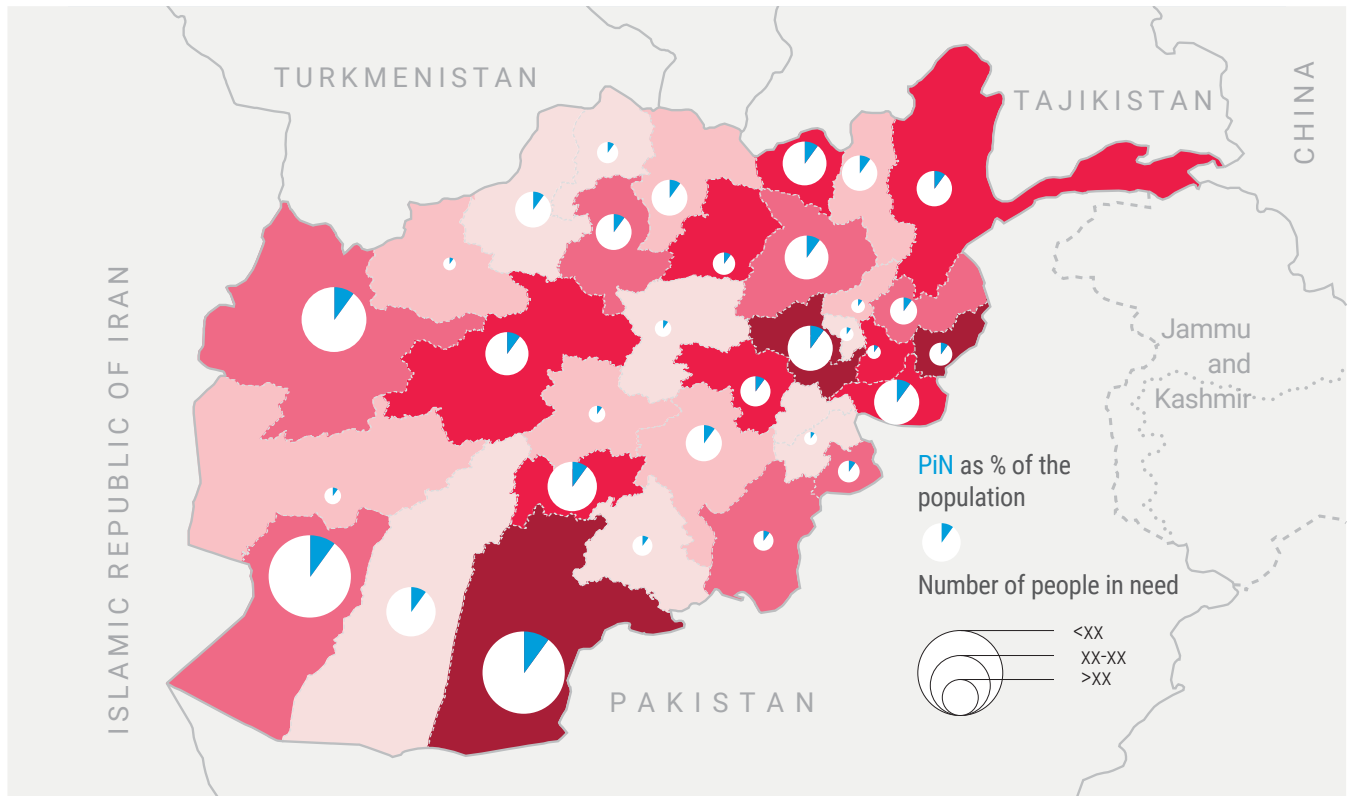 TURKMENISTAN
TAJIKISTAN
CHINA
ISLAMIC REPUBLIC OF IRAN
Jammu
and
Kashmir
PiN as % of the
population
Number of people in need
<xx
xx-xx
>xx
PAKISTAN